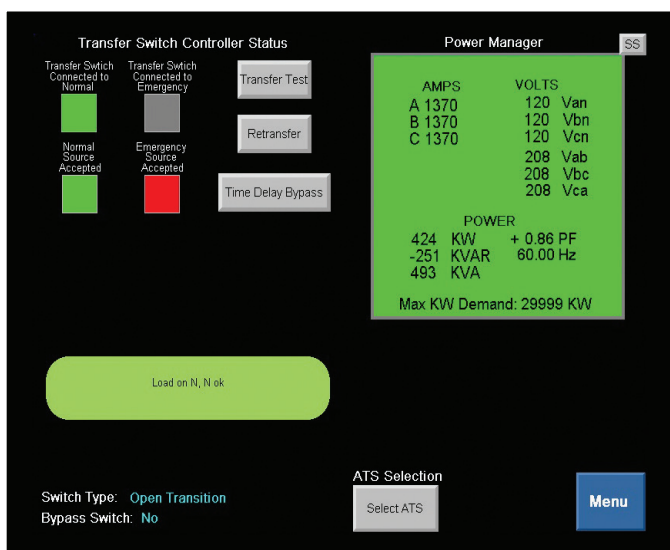 Transfer Switch Controller Status
Transfer Swtich
Connected to
Normal
Transfer Swtich
Connected to
Emergency
Transfer Test
Retransfer
Normal
Source
Accepted
Emergency
Source
Accepted
Time Delay Bypass
Power Manager
SS
AMPS VOLTS
A 1370 120 Van
B 1370 120 Vbn
C 1370 120 Vcn
208 Vab
208 Vbc
208 Vca
POWER
424 KW + 0.86 PF
-251 KVAR 60.00 Hz
493 KVA
Max KW Demand: 29999 KW
Load on N, N ok
Switch Type: Open Transition
Bypass Switch: No
ATS Selection
Select ATS
Menu